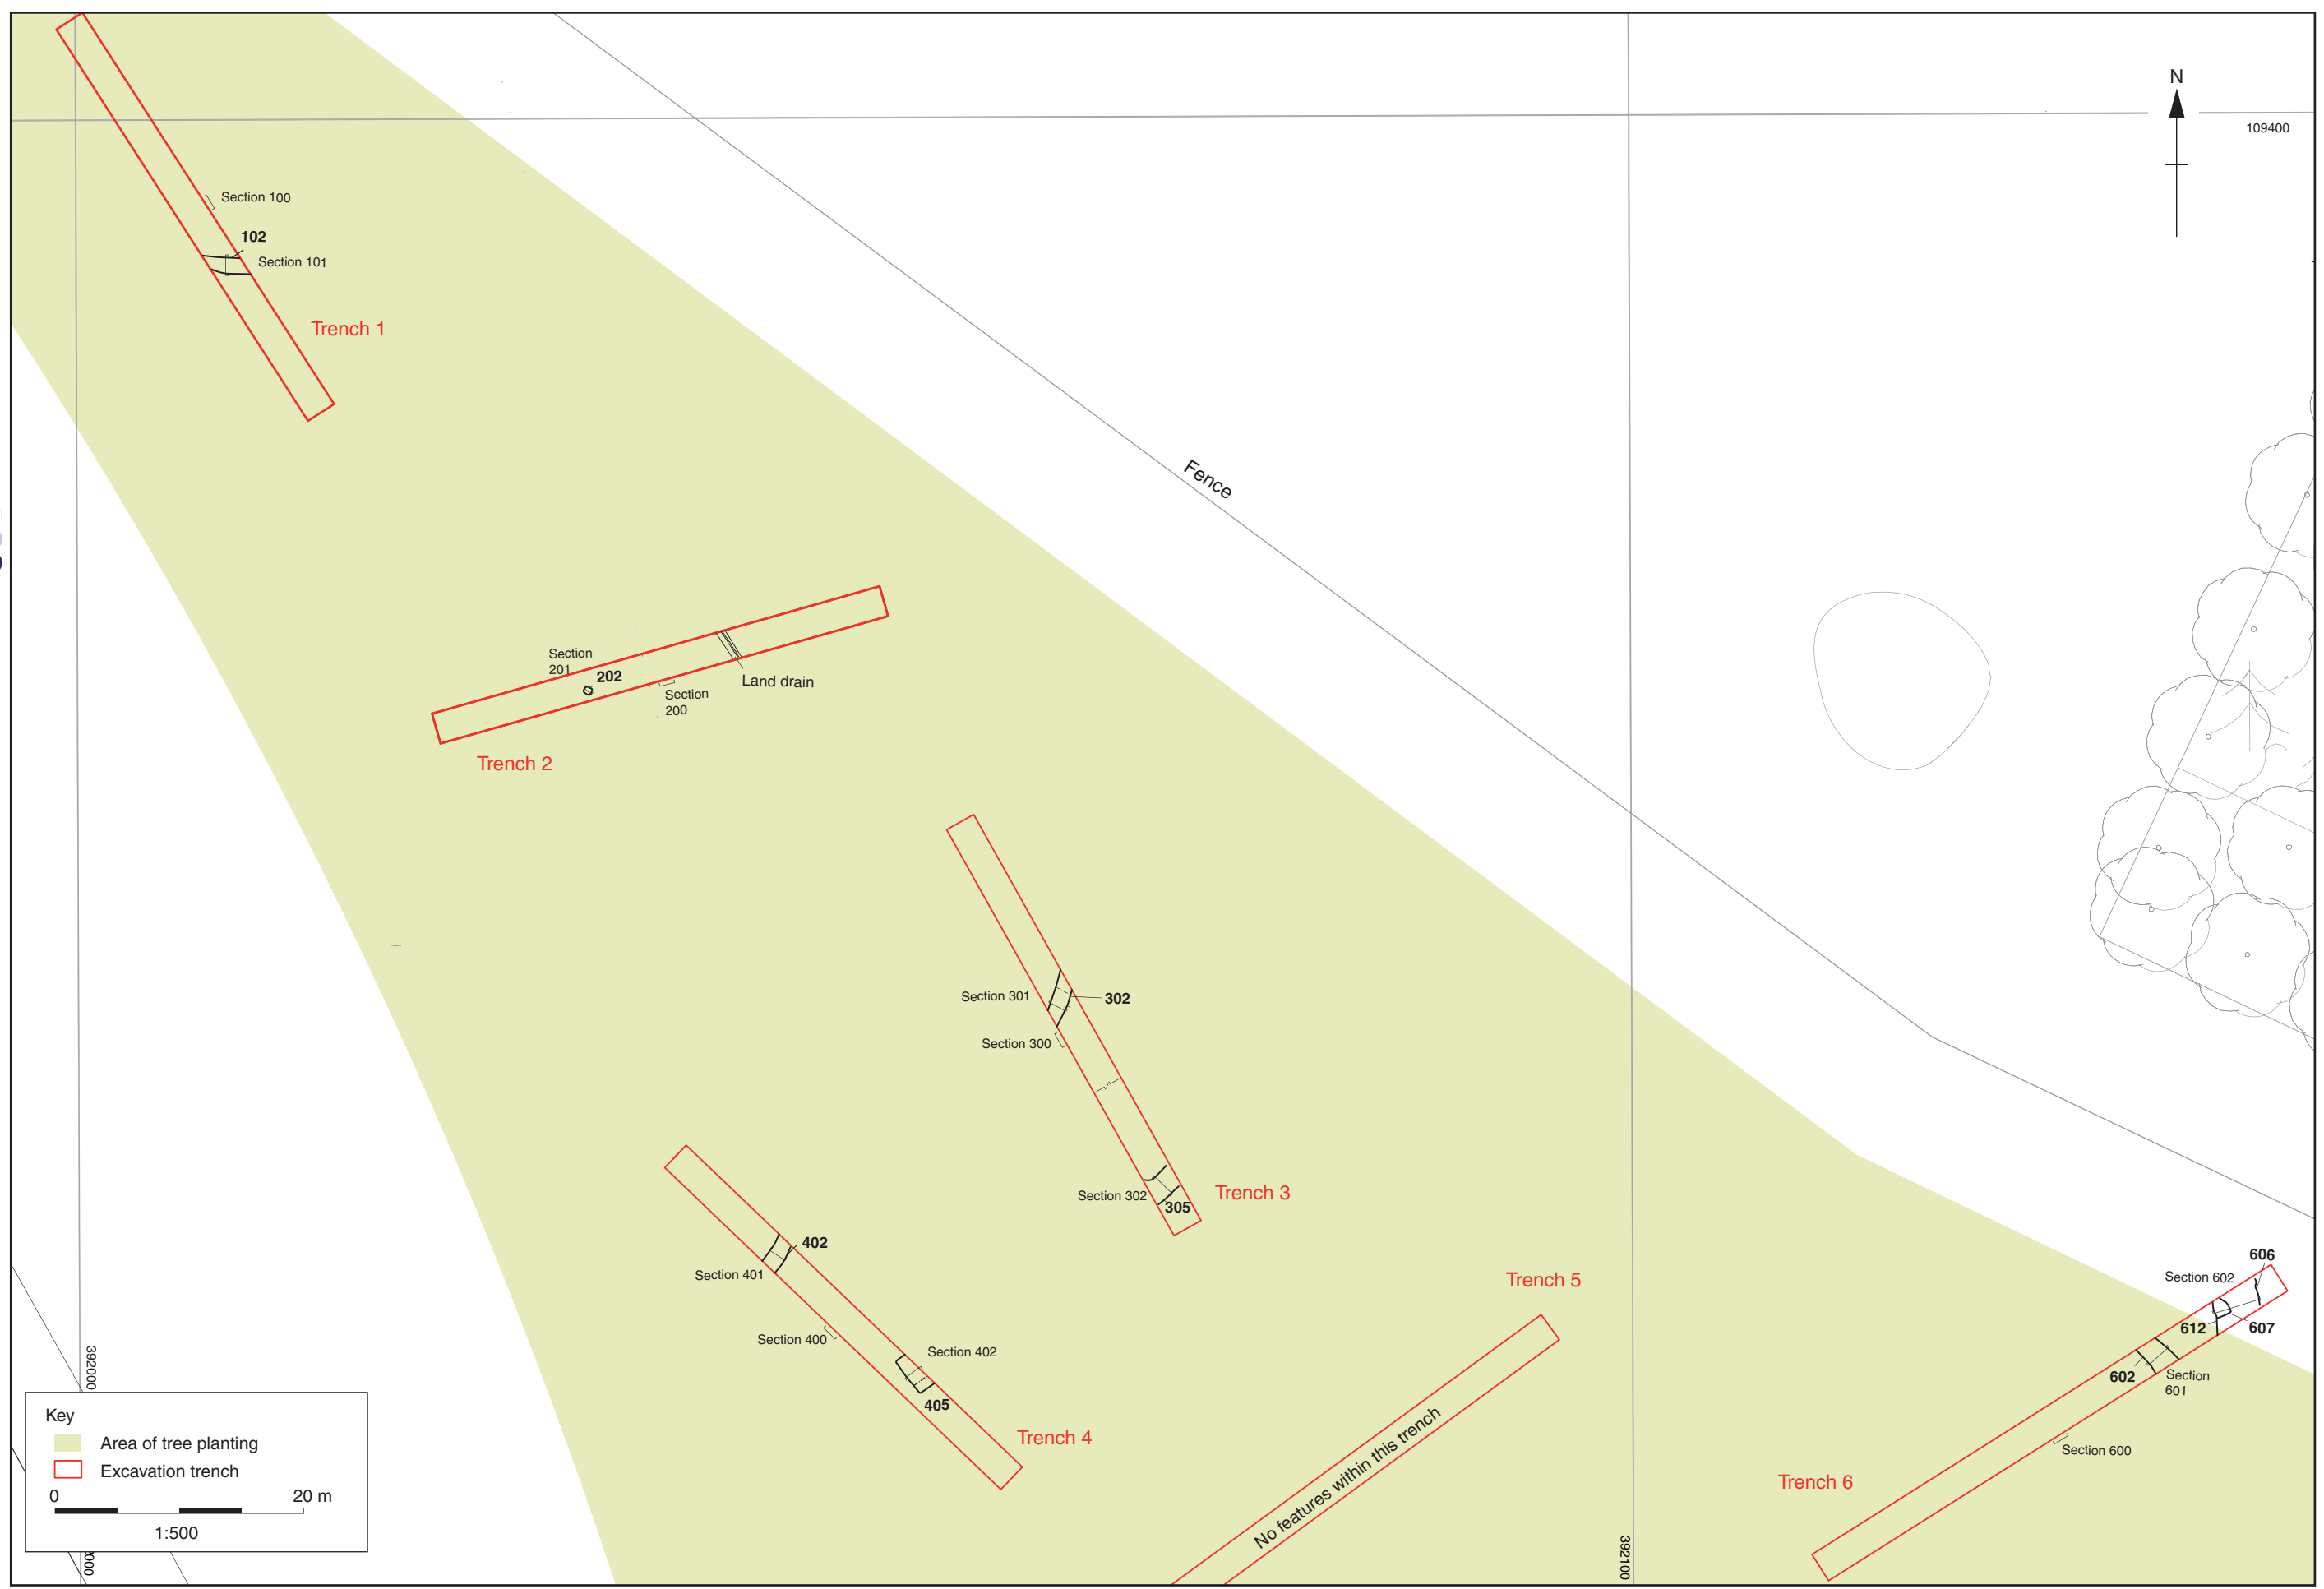 N
109400
Section 100
102
Section 101
Trench 1
Fence
Section
201
202
Section
200
Land drain
Trench 2
Section 301
302
Section 300
Section 302
305
Trench 3
402
Section 401
Section 400
Section 402
405
Trench 4
Trench 5
No features within this trench
606
Section 602
612
607
602
Section
601
Section 600
Trench 6
392000
392100
Key
Area of tree planting
Excavation trench
0
20 m
1:500
000